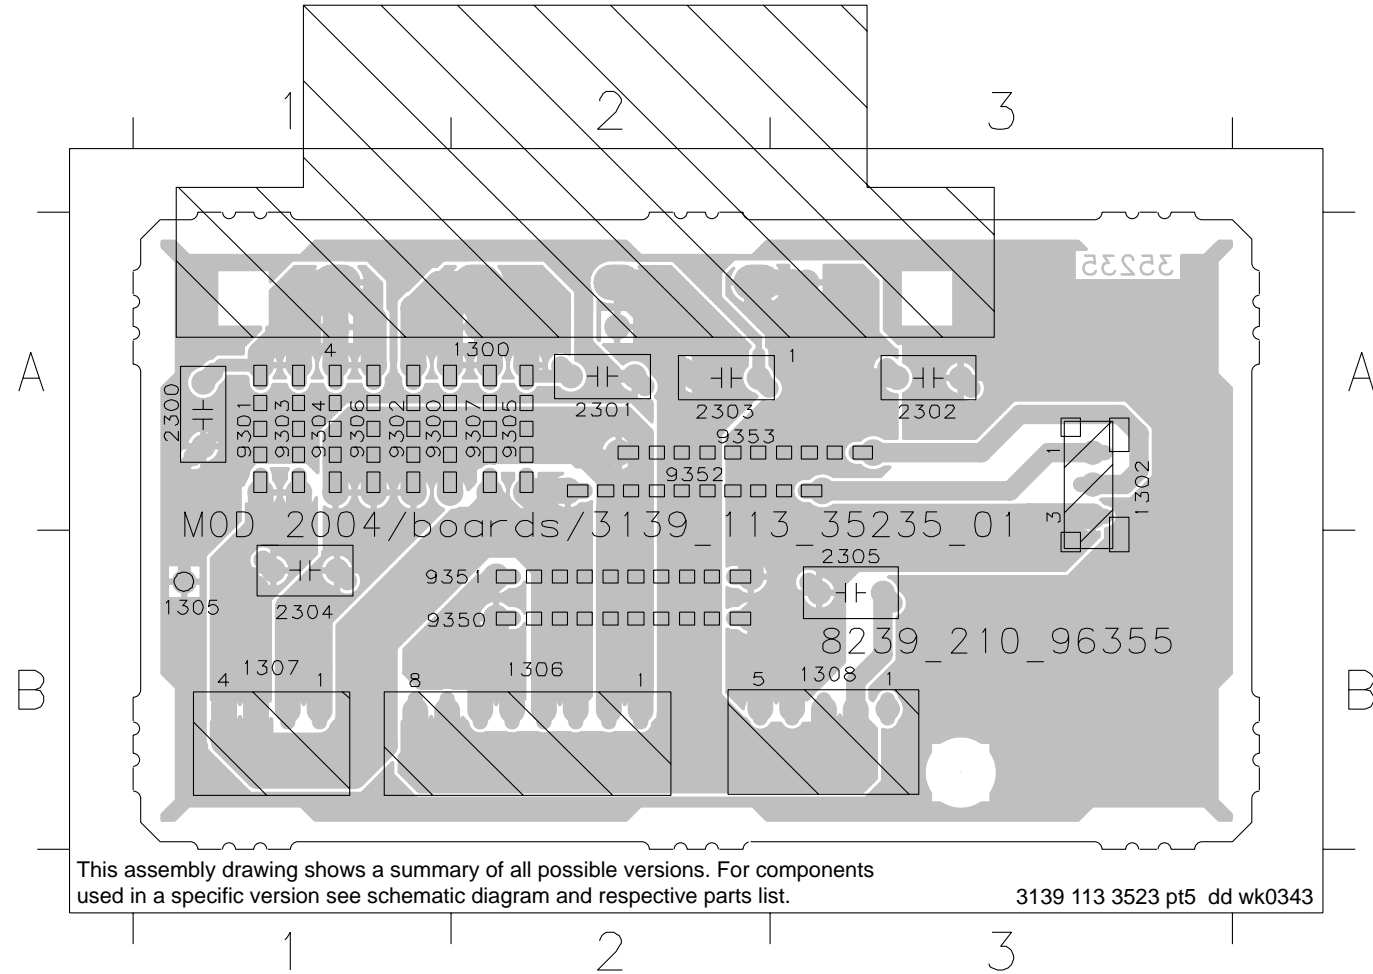 1 2 3
35235
A A
4 1300 1
2300 2301 2303 2302
9301 9303 9304 9306 9302 9300 9307 9305
9353
9352
1 3 1302
MOD_2004/boards/3139_113_35235_01
2305
9351
1305 2304
9350
8239_210_96355
B B
1307 1306 1308
4 1 8 1 5 1
This assembly drawing shows a summary of all possible versions. For components
used in a specific version see schematic diagram and respective parts list.
3139 113 3523 pt5 dd wk0343
1 2 3